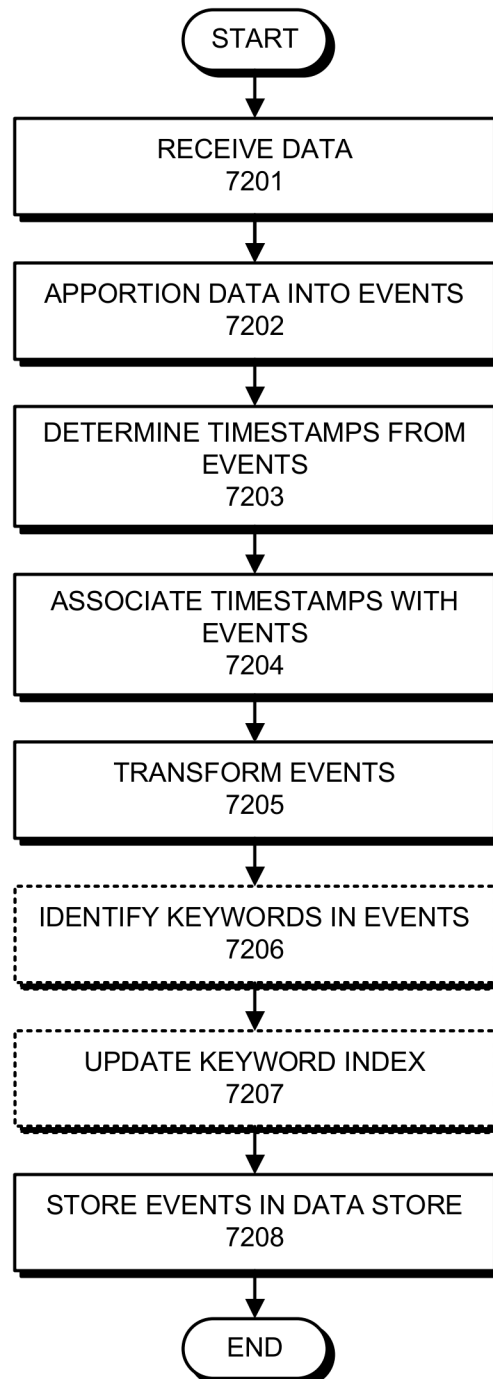 START
RECEIVE DATA
7201
APPORTION DATA INTO EVENTS
7202
DETERMINE TIMESTAMPS FROM
EVENTS
7203
ASSOCIATE TIMESTAMPS WITH
EVENTS
7204
TRANSFORM EVENTS
7205
IDENTIFY KEYWORDS IN EVENTS
7206
UPDATE KEYWORD INDEX
7207
STORE EVENTS IN DATA STORE
7208
END